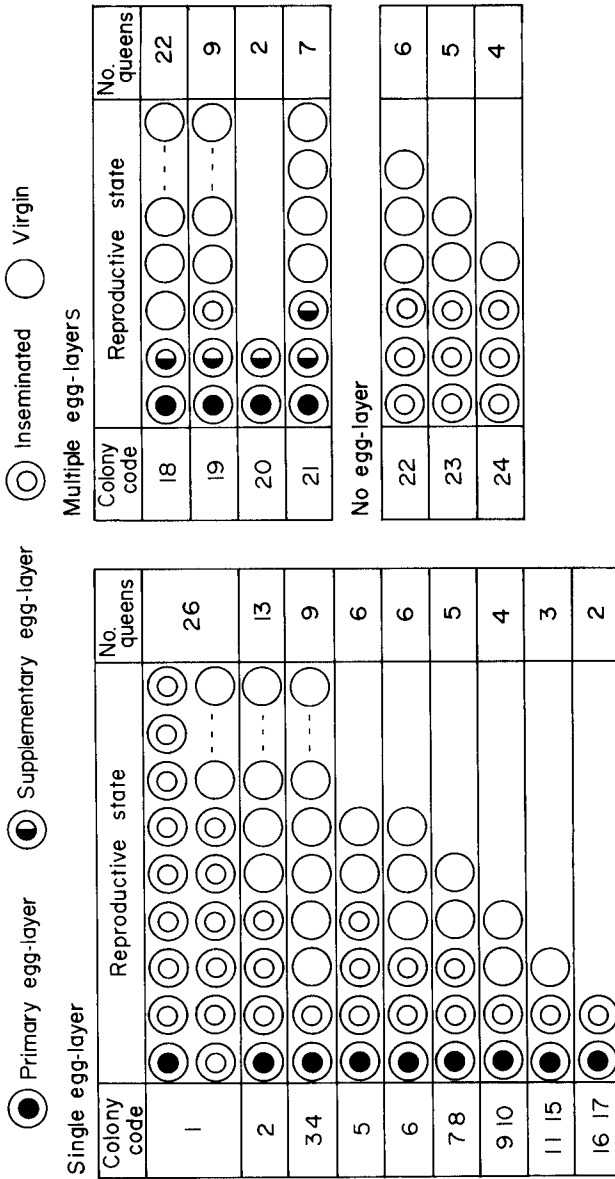 Primary egg-layer Supplementary egg-layer Inseminated Virgin
Single egg-layer
Colony code Reproductive state No. queens
1 26
2 13
3 4 9
5 6
6 6
7 8 5
9 10 4
11 15 3
16 17 2
Multiple egg-layers
Colony code Reproductive state No. queens
18 22
19 9
20 2
21 7
No egg-layer
22 6
23 5
24 4